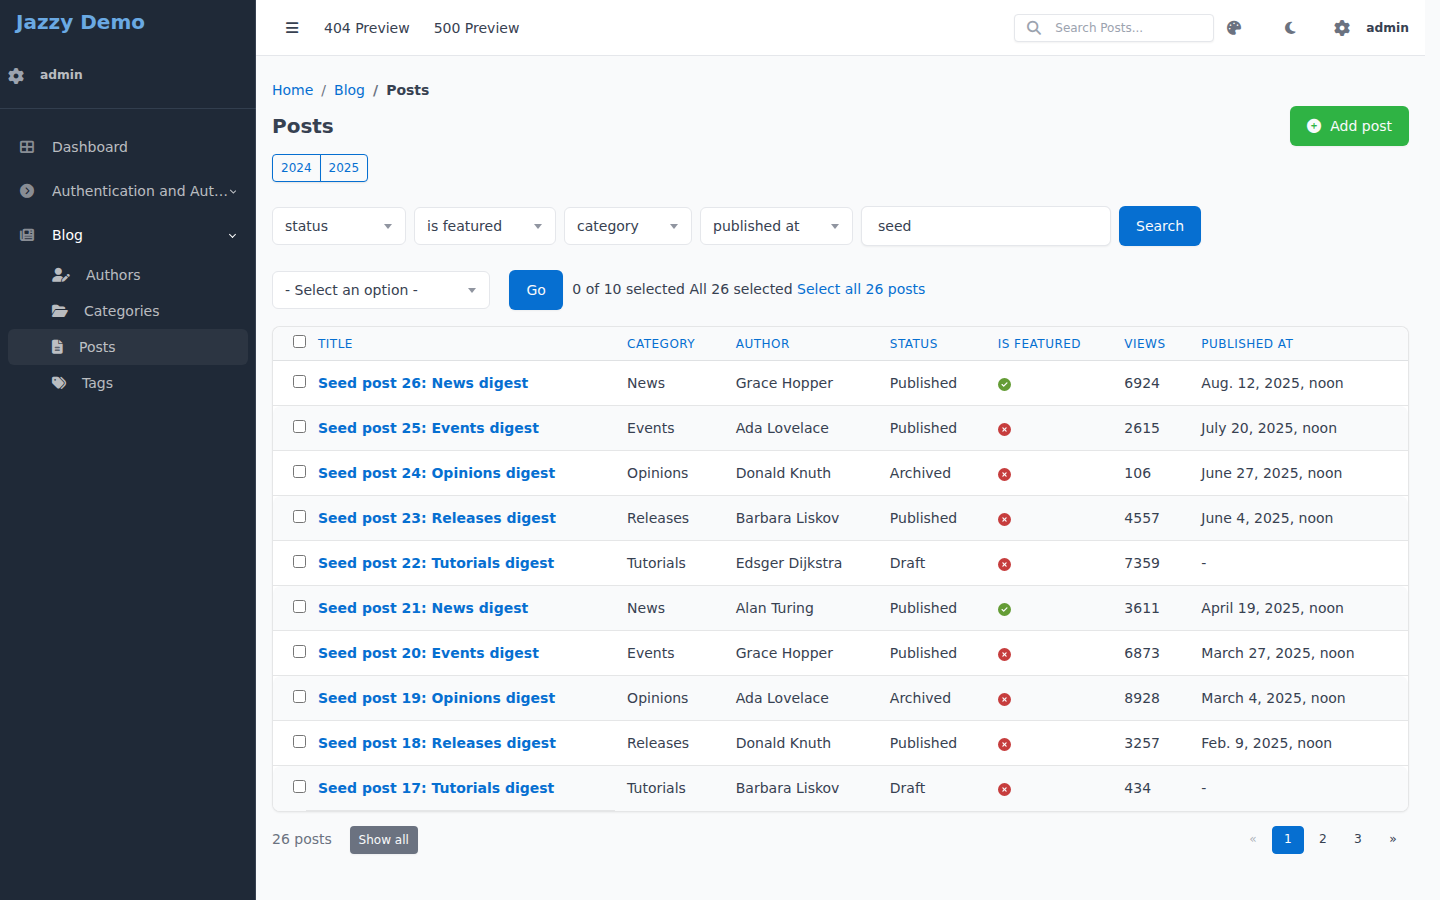 Jazzy Demo
admin
Dashboard
Authentication and Aut...
Blog
Authors
Categories
Posts
Tags
404 Preview
500 Preview
Search Posts...
admin
Home / Blog / Posts
Posts
Add post
2024 2025
status is featured category published at seed Search
- Select an option - Go 0 of 10 selected All 26 selected Select all 26 posts
TITLE CATEGORY AUTHOR STATUS IS FEATURED VIEWS PUBLISHED AT
Seed post 26: News digest News Grace Hopper Published 6924 Aug. 12, 2025, noon
Seed post 25: Events digest Events Ada Lovelace Published 2615 July 20, 2025, noon
Seed post 24: Opinions digest Opinions Donald Knuth Archived 106 June 27, 2025, noon
Seed post 23: Releases digest Releases Barbara Liskov Published 4557 June 4, 2025, noon
Seed post 22: Tutorials digest Tutorials Edsger Dijkstra Draft 7359 -
Seed post 21: News digest News Alan Turing Published 3611 April 19, 2025, noon
Seed post 20: Events digest Events Grace Hopper Published 6873 March 27, 2025, noon
Seed post 19: Opinions digest Opinions Ada Lovelace Archived 8928 March 4, 2025, noon
Seed post 18: Releases digest Releases Donald Knuth Published 3257 Feb. 9, 2025, noon
Seed post 17: Tutorials digest Tutorials Barbara Liskov Draft 434 -
26 posts Show all « 1 2 3 »